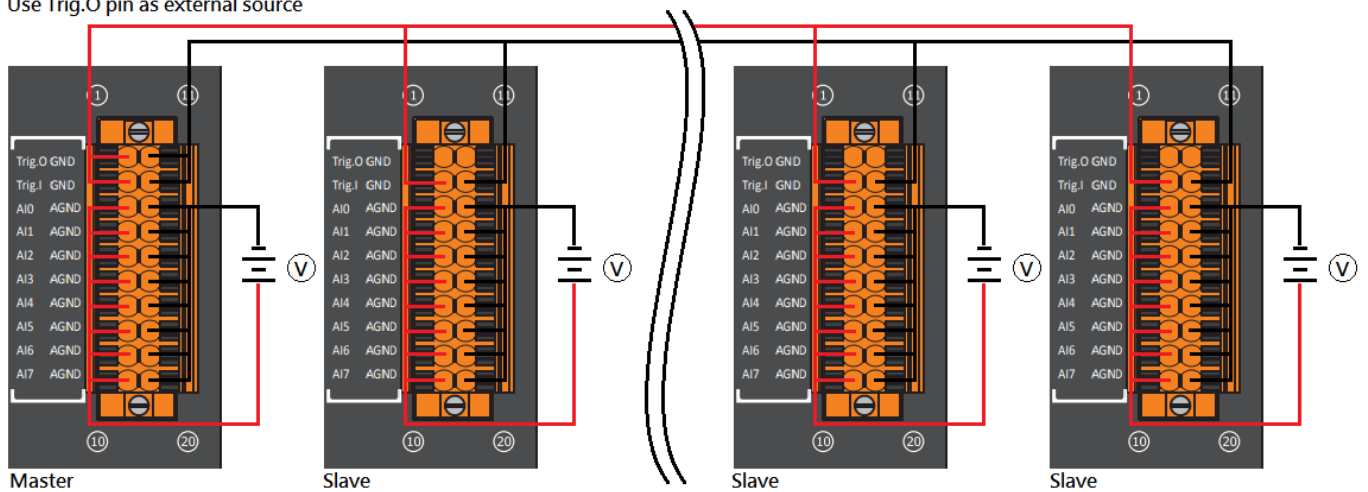 Use Trig.O pin as external source
1 11 1 11 1 11 1 11
Trig.O GND Trig.O GND Trig.O GND Trig.O GND
Trig.I GND Trig.I GND Trig.I GND Trig.I GND
AI0 AGND AI0 AGND AI0 AGND AI0 AGND
AI1 AGND AI1 AGND AI1 AGND AI1 AGND
AI2 AGND V AI2 AGND V AI2 AGND V AI2 AGND V
AI3 AGND AI3 AGND AI3 AGND AI3 AGND
AI4 AGND AI4 AGND AI4 AGND AI4 AGND
AI5 AGND AI5 AGND AI5 AGND AI5 AGND
AI6 AGND AI6 AGND AI6 AGND AI6 AGND
AI7 AGND AI7 AGND AI7 AGND AI7 AGND
10 20 10 20 10 20 10 20
Master Slave Slave Slave